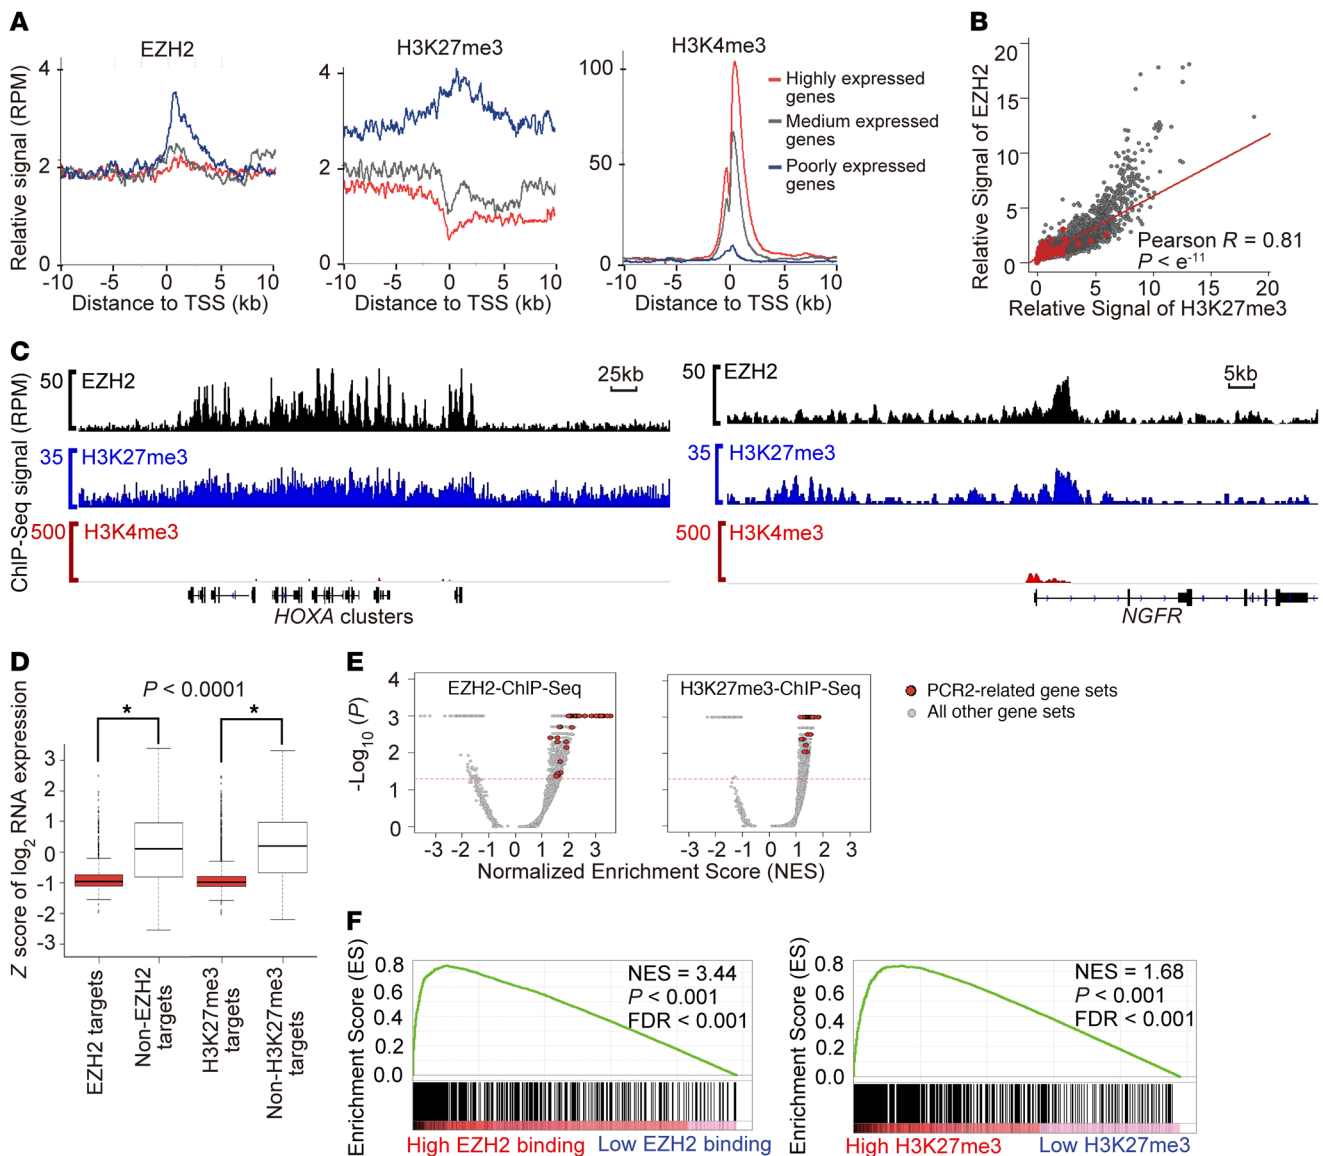 A
EZH2
H3K27me3
H3K4me3
Relative signal (RPM)
4
2
0
-10
-5
0
5
10
Distance to TSS (kb)
4
2
0
-10
-5
0
5
10
Distance to TSS (kb)
100
50
0
-10
-5
0
5
10
Distance to TSS (kb)
Highly expressed
genes
Medium expressed
genes
Poorly expressed
genes
B
Relative Signal of EZH2
20
15
10
5
0
Pearson R = 0.81
P < e-11
0
5
10
15
20
Relative Signal of H3K27me3
C
ChIP-Seq signal (RPM)
50
EZH2
25kb
35
H3K27me3
500
H3K4me3
HOXA clusters
50
EZH2
5kb
35
H3K27me3
500
H3K4me3
NGFR
D
P < 0.0001
*
*
Z score of log2 RNA expression
3
1
1
0
-1
-2
-3
EZH2 targets
Non-EZH2
targets
H3K27me3
targets
Non-H3K27me3
targets
E
-Log10 (P)
4
3
2
1
0
EZH2-ChIP-Seq
H3K27me3-ChIP-Seq
-3 -2 -1 0 1 2 3
-3 -2 -1 0 1 2 3
Normalized Enrichment Score (NES)
PCR2-related gene sets
All other gene sets
F
Enrichment Score (ES)
0.8
0.6
0.4
0.2
0.0
NES = 3.44
P < 0.001
FDR < 0.001
High EZH2 binding
Low EZH2 binding
Enrichment Score (ES)
0.8
0.6
0.4
0.2
0.0
NES = 1.68
P < 0.001
FDR < 0.001
High H3K27me3
Low H3K27me3